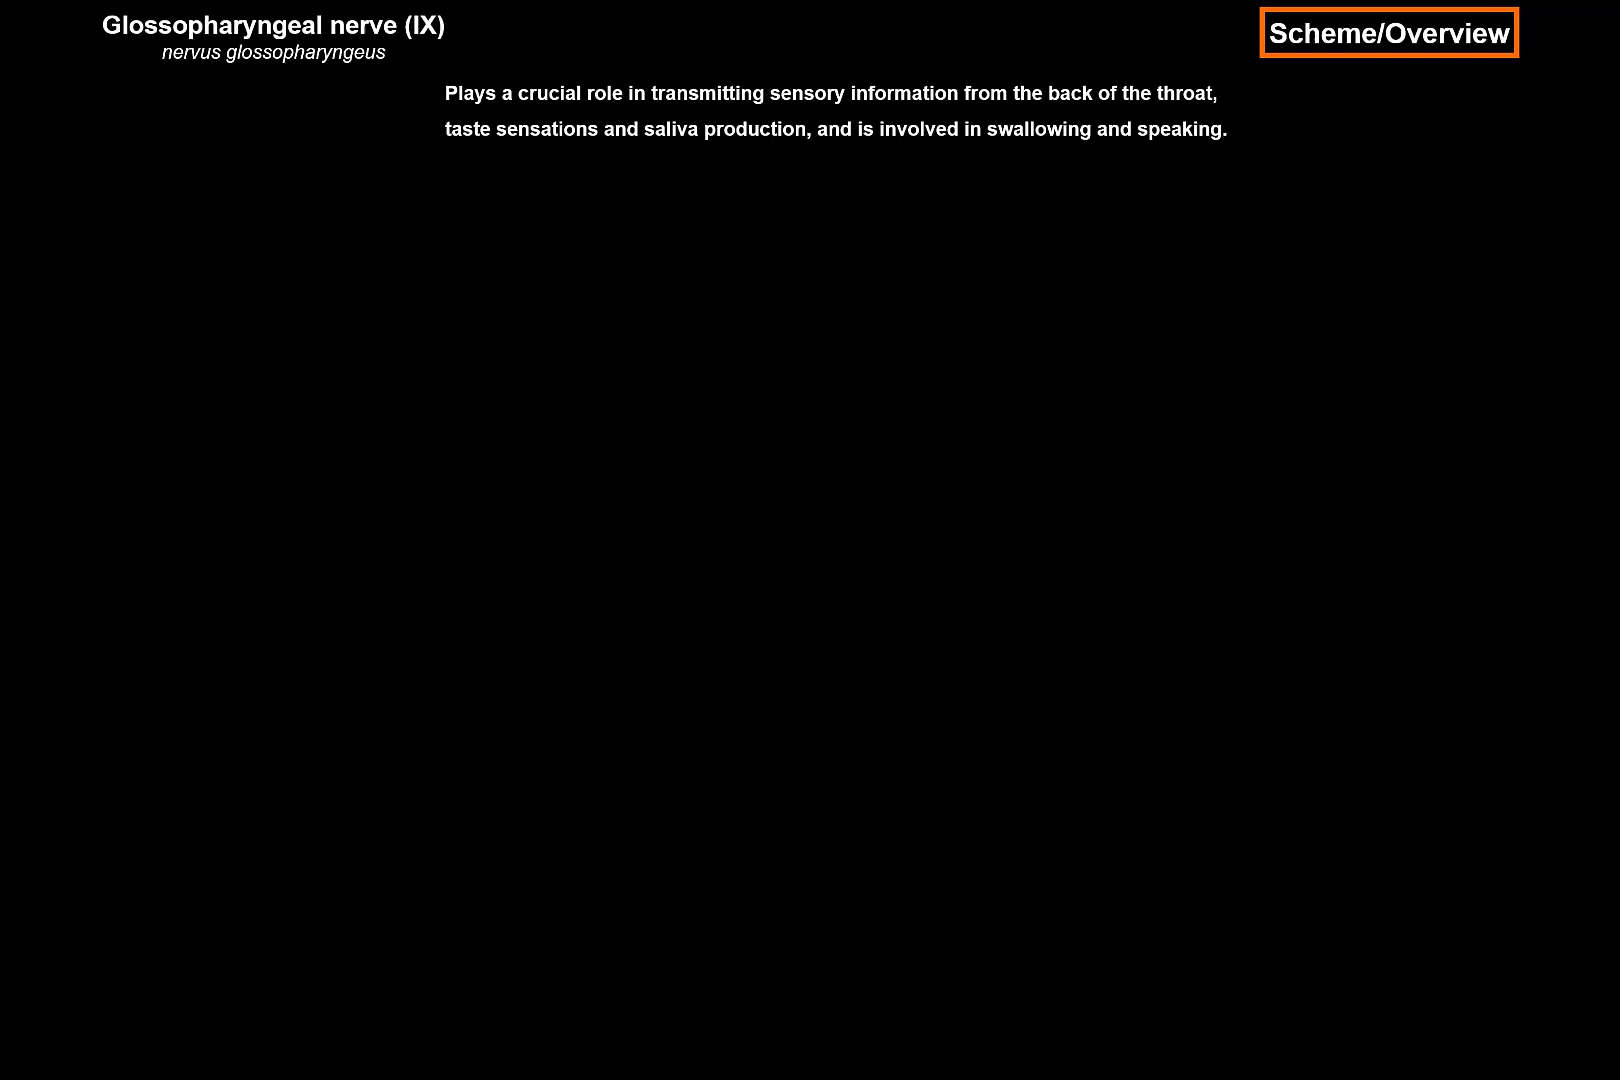 Glossopharyngeal nerve (IX)
nervus glossopharyngeus
Scheme/Overview
Plays a crucial role in transmitting sensory information from the back of the throat,
taste sensations and saliva production, and is involved in swallowing and speaking.